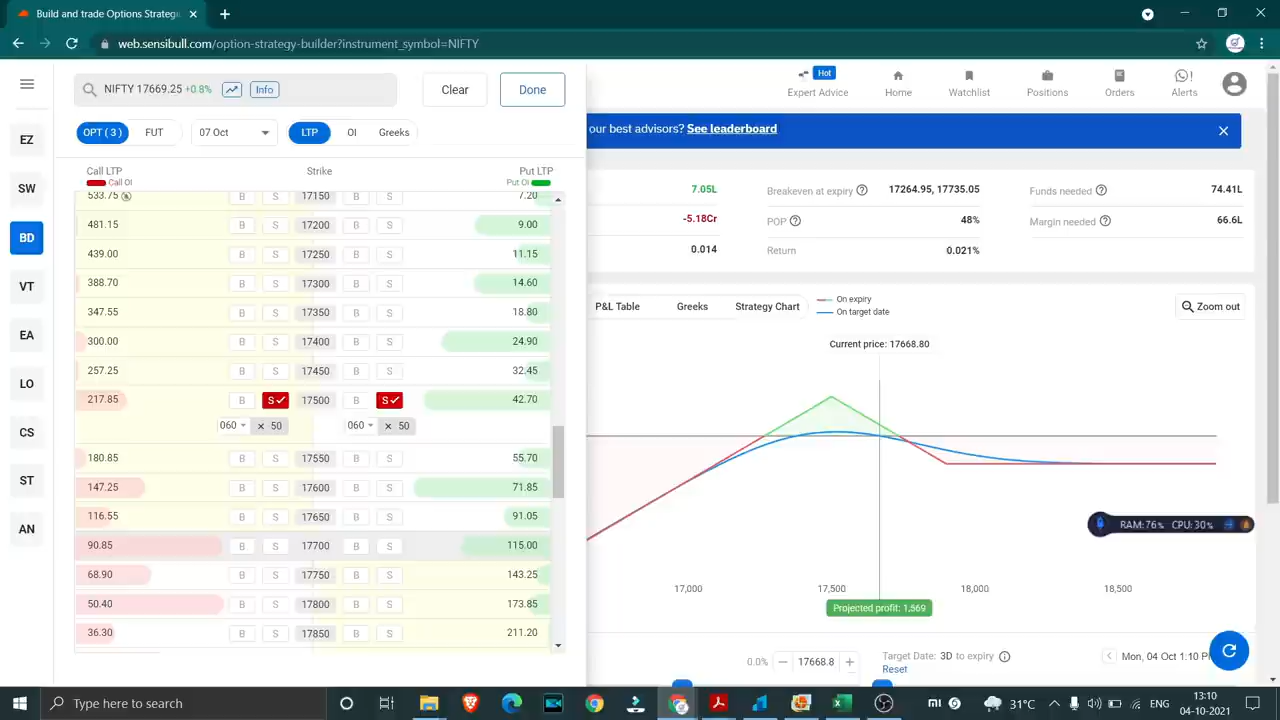 Build and trade Options Strategi
web.sensibull.com/option-strategy-builder?instrument_symbol=NIFTY
NIFTY 17669.25 +0.8% Info
Clear
Done
Hot
Expert Advice
Home
Watchlist
Positions
Orders
Alerts
EZ
SW
BD
VT
EA
LO
CS
ST
AN
OPT ( 3 ) FUT 07 Oct LTP OI Greeks
our best advisors? See leaderboard
Call LTP Strike Put LTP
Call OI Put OI
533.75 B S 17150 B S 7.20
481.15 B S 17200 B S 9.00
439.00 B S 17250 B S 11.15
388.70 B S 17300 B S 14.60
347.55 B S 17350 B S 18.80
300.00 B S 17400 B S 24.90
257.25 B S 17450 B S 32.45
217.85 B S 17500 B S 42.70
060 × 50 060 × 50
180.85 B S 17550 B S 55.70
147.25 B S 17600 B S 71.85
116.55 B S 17650 B S 91.05
90.85 B S 17700 B S 115.00
68.90 B S 17750 B S 143.25
50.40 B S 17800 B S 173.85
36.30 B S 17850 B S 211.20
7.05L Breakeven at expiry 17264.95, 17735.05 Funds needed 74.41L
-5.18Cr POP 48% Margin needed 66.6L
0.014 Return 0.021%
P&L Table Greeks Strategy Chart
On expiry
On target date
Zoom out
Current price: 17668.80
RAM:76% CPU:30%
17,000 17,500 18,000 18,500
Projected profit: 1,569
0.0% − 17668.8 +
Target Date: 3D to expiry
Reset
Mon, 04 Oct 1:10 P
Type here to search
31°C
ENG
13:10
04-10-2021